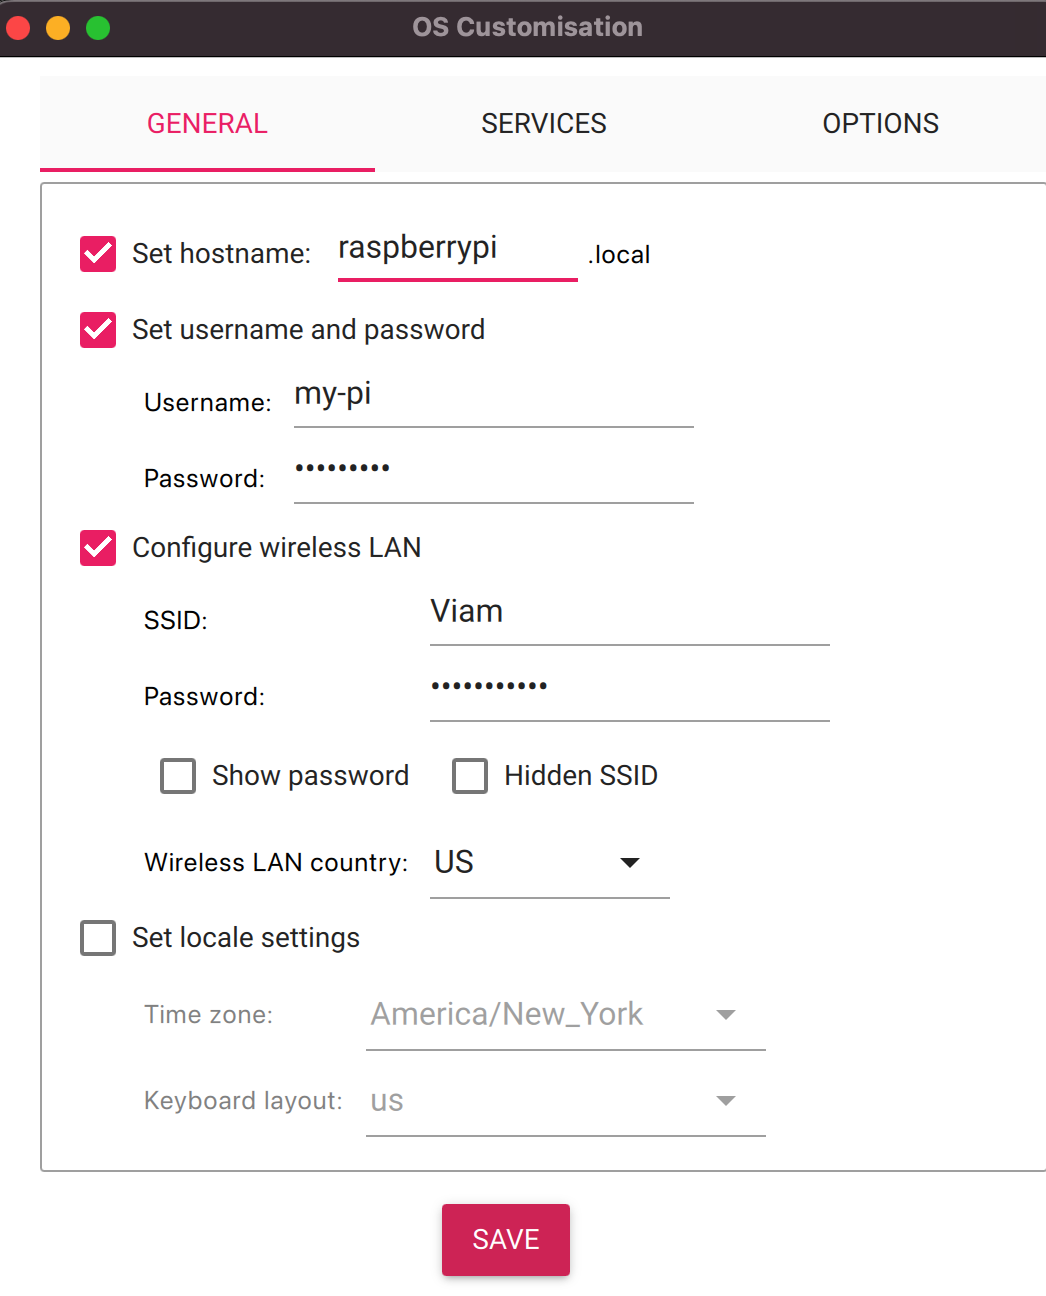 OS Customisation
GENERAL SERVICES OPTIONS
Set hostname: raspberrypi .local
Set username and password
Username: my-pi
Password: •••••••••
Configure wireless LAN
SSID: Viam
Password: •••••••••••
Show password Hidden SSID
Wireless LAN country: US
Set locale settings
Time zone: America/New_York
Keyboard layout: us
SAVE